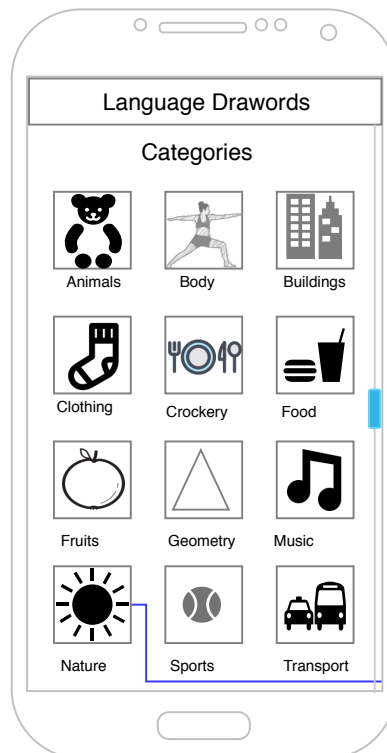 Language Drawords
Categories
Animals Body Buildings
Clothing Crockery Food
Fruits Geometry Music
Nature Sports Transport